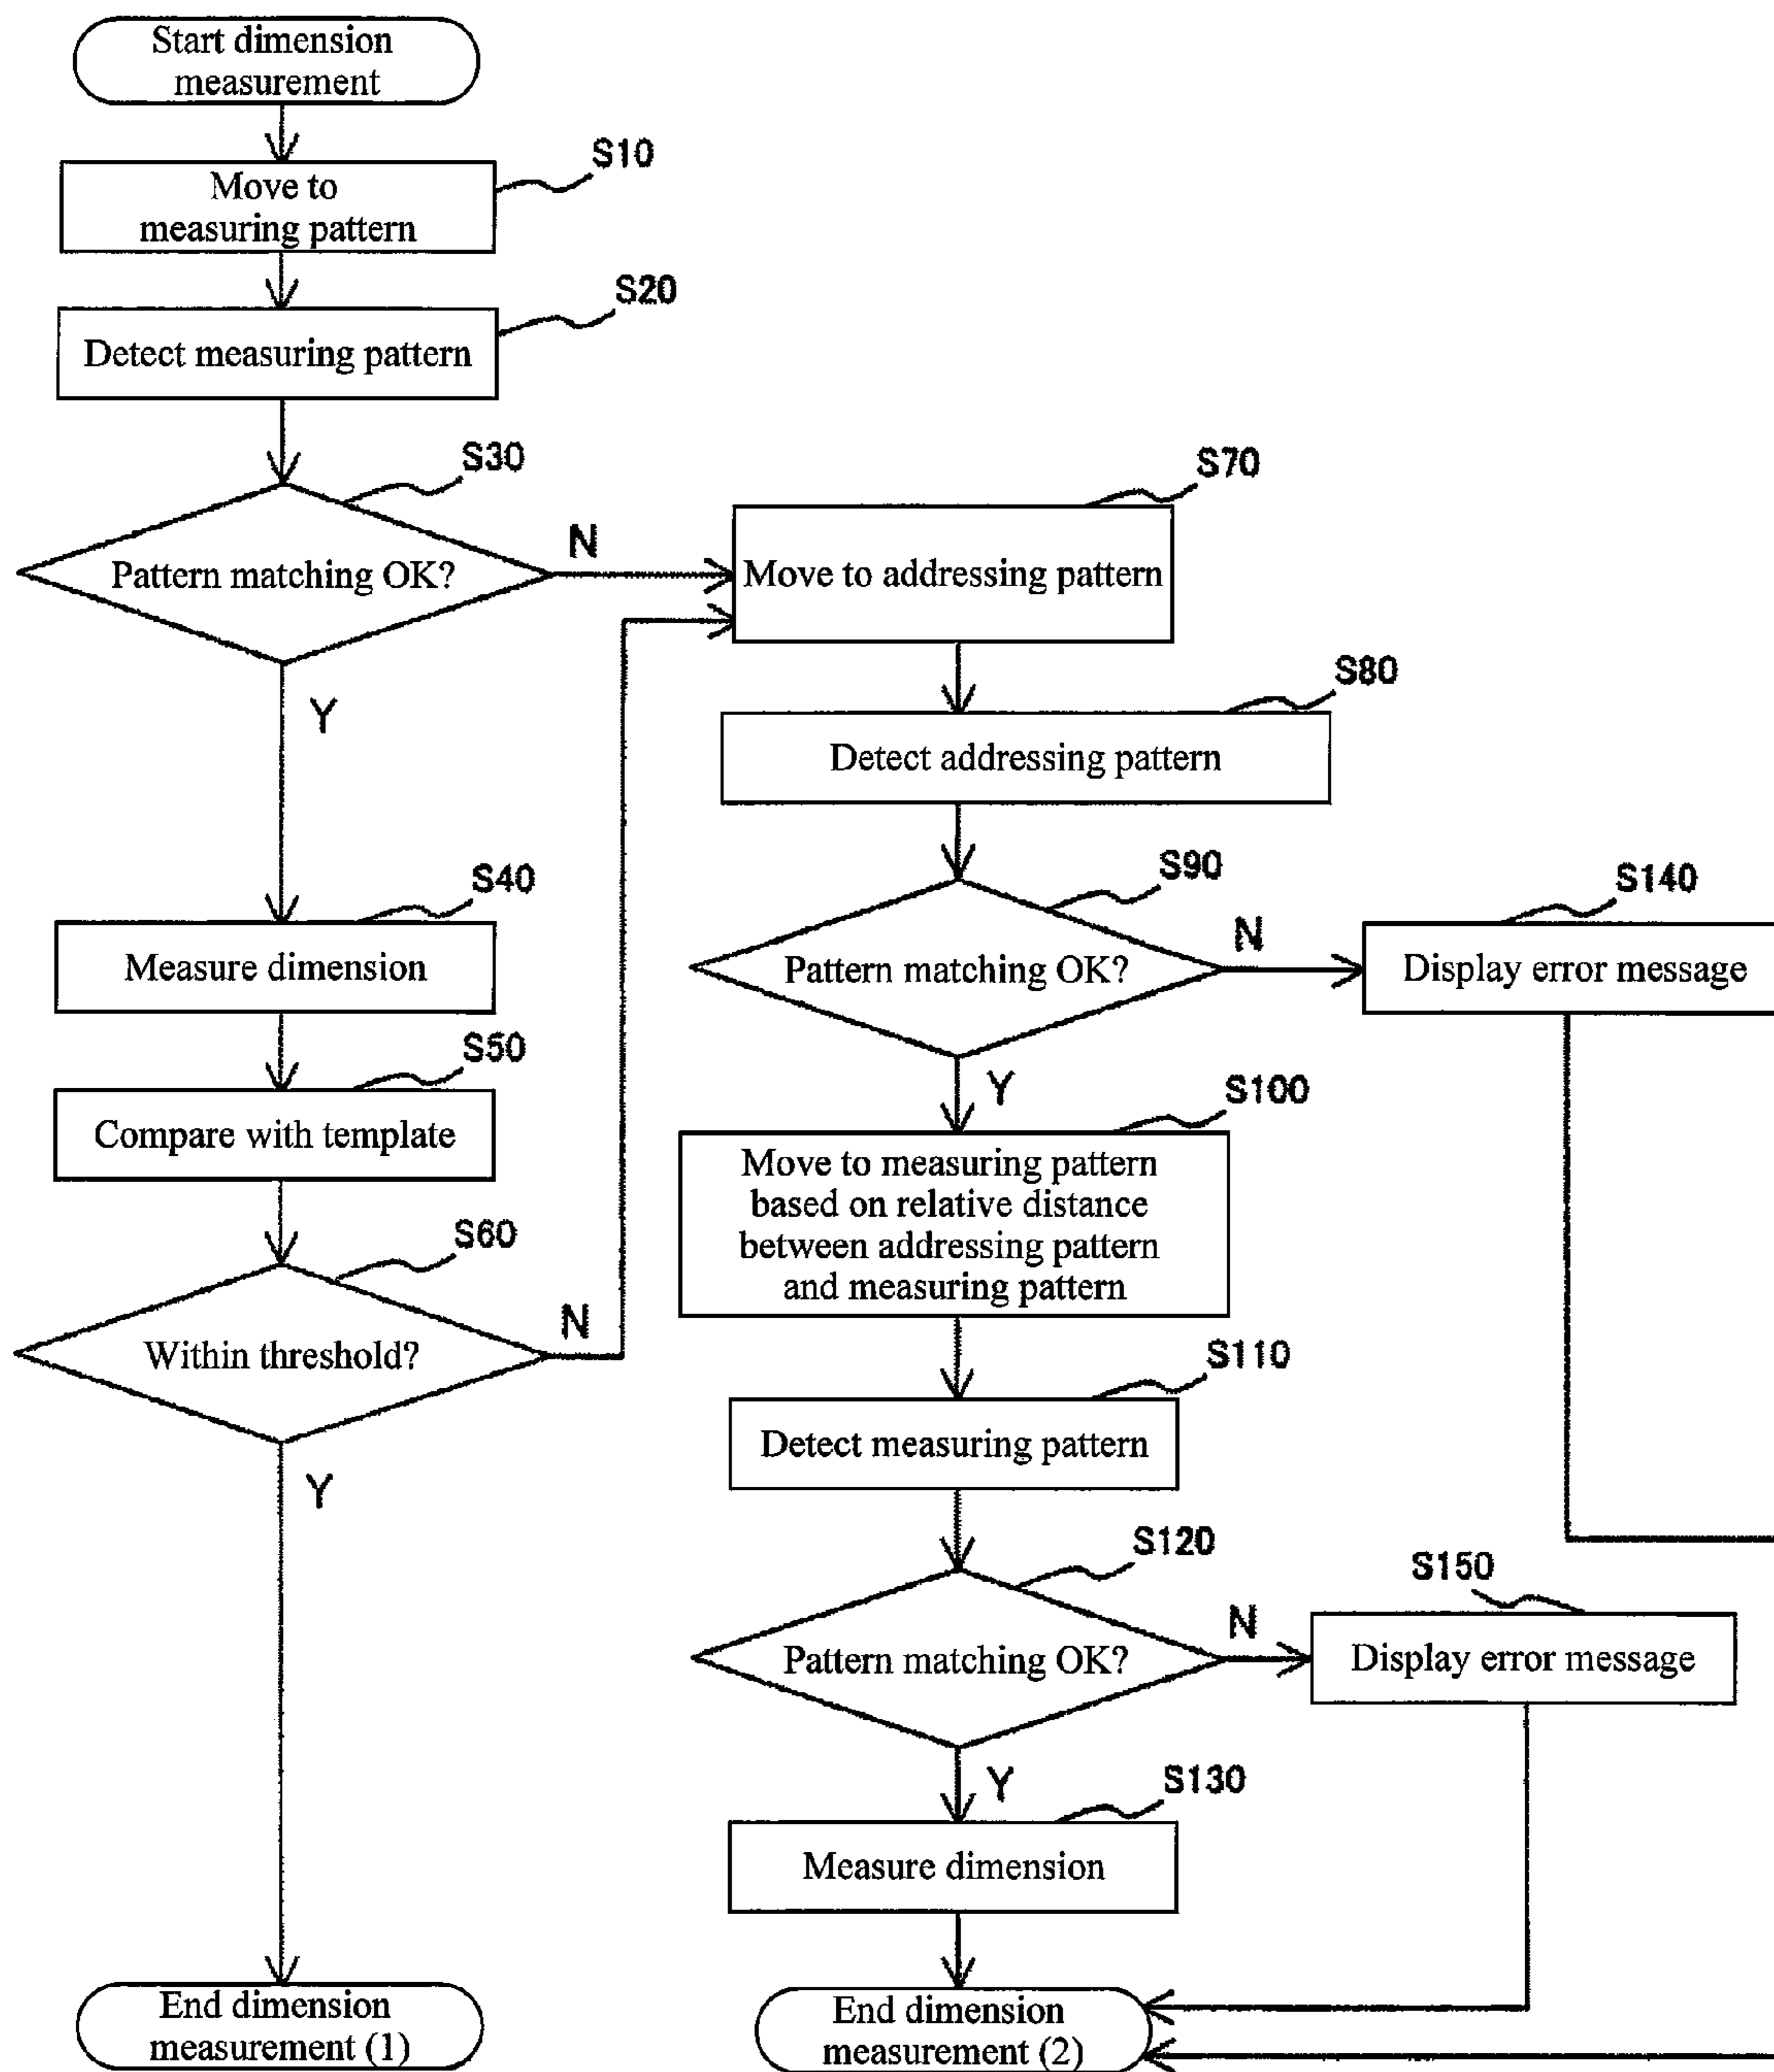 Start dimension
measurement
S10
Move to
measuring pattern
S20
Detect measuring pattern
S30
Pattern matching OK?
N
Y
S40
Measure dimension
S50
Compare with template
S60
Within threshold?
N
Y
End dimension
measurement (1)
S70
Move to addressing pattern
S80
Detect addressing pattern
S90
Pattern matching OK?
N
Y
S140
Display error message
S100
Move to measuring pattern
based on relative distance
between addressing pattern
and measuring pattern
S110
Detect measuring pattern
S120
Pattern matching OK?
N
Y
S150
Display error message
S130
Measure dimension
End dimension
measurement (2)